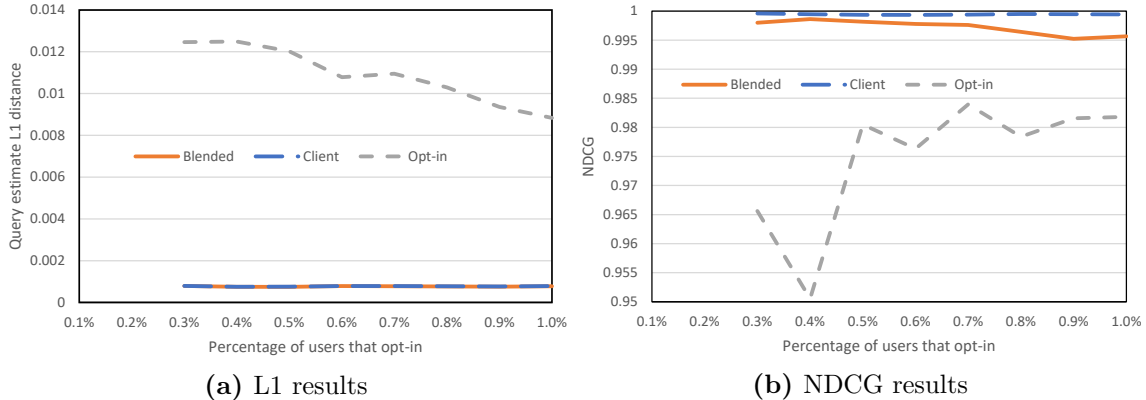 0.014
0.012
0.01
0.008
0.006
0.004
0.002
0
Query estimate L1 distance
Blended Client Opt-in
0.1% 0.2% 0.3% 0.4% 0.5% 0.6% 0.7% 0.8% 0.9% 1.0%
Percentage of users that opt-in
(a) L1 results
1
0.995
0.99
0.985
0.98
0.975
0.97
0.965
0.96
0.955
0.95
NDCG
Blended Client Opt-in
0.1% 0.2% 0.3% 0.4% 0.5% 0.6% 0.7% 0.8% 0.9% 1.0%
Percentage of users that opt-in
(b) NDCG results